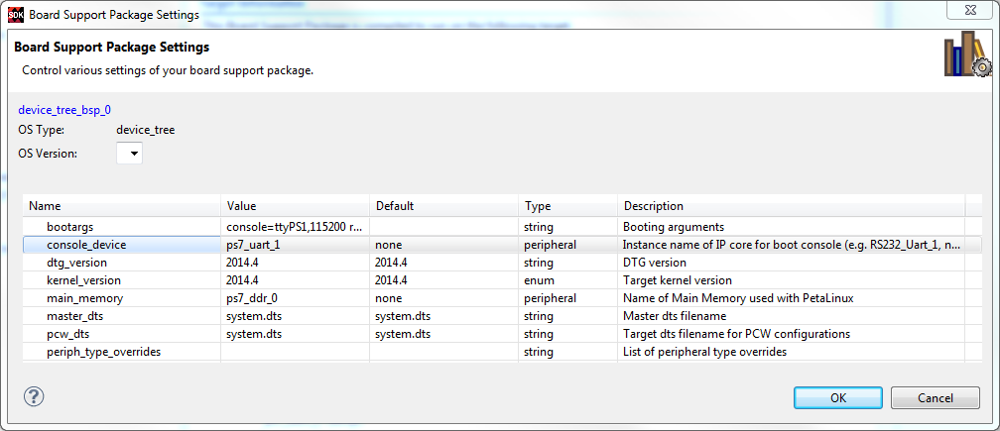 SDK Board Support Package Settings
Board Support Package Settings
Control various settings of your board support package.
device_tree_bsp_0
OS Type: device_tree
OS Version:
Name Value Default Type Description
bootargs console=ttyPS1,115200 r... string Booting arguments
console_device ps7_uart_1 none peripheral Instance name of IP core for boot console (e.g. RS232_Uart_1, n...
dtg_version 2014.4 2014.4 string DTG version
kernel_version 2014.4 2014.4 enum Target kernel version
main_memory ps7_ddr_0 none peripheral Name of Main Memory used with PetaLinux
master_dts system.dts system.dts string Master dts filename
pcw_dts system.dts system.dts string Target dts filename for PCW configurations
periph_type_overrides string List of peripheral type overrides
? OK Cancel